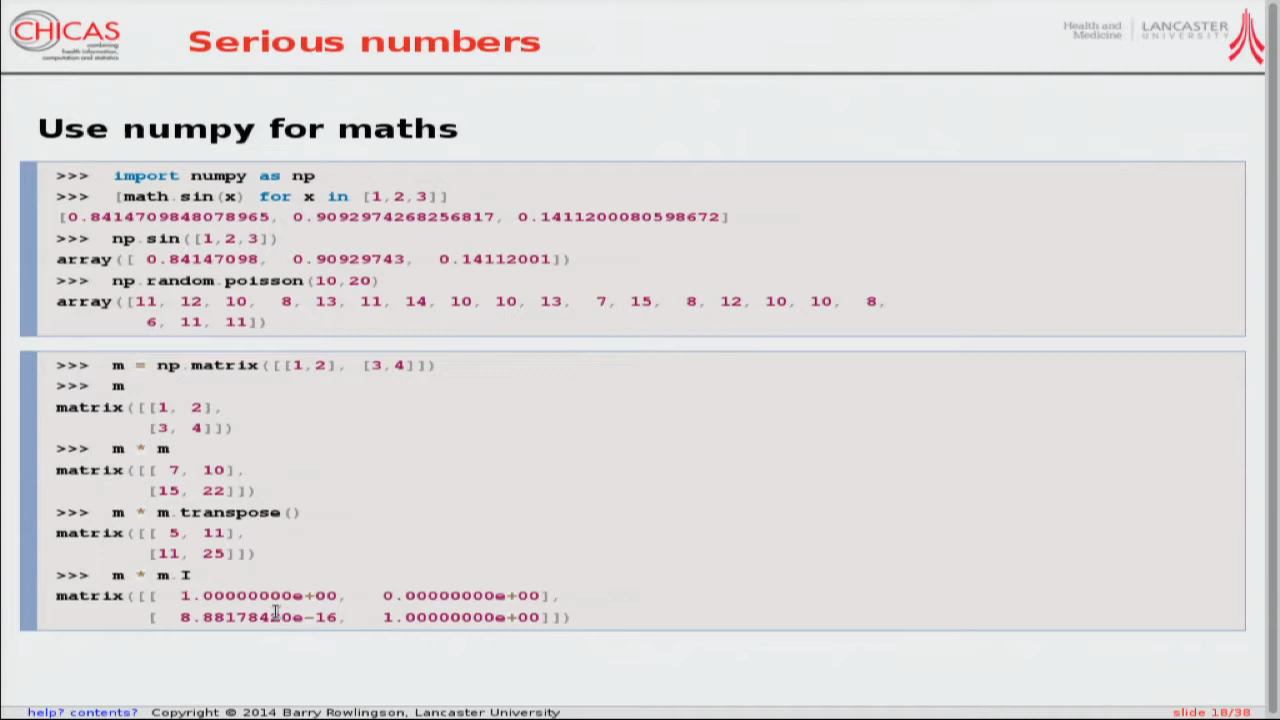 CHICAS
combining
health information,
computation and statistics
Serious numbers
Health and
Medicine
LANCASTER
UNIVERSITY
Use numpy for maths
>>> import numpy as np
>>> [math.sin(x) for x in [1,2,3]]
[0.8414709848078965, 0.9092974268256817, 0.1411200080598672]
>>> np.sin([1,2,3])
array([ 0.84147098, 0.90929743, 0.14112001])
>>> np.random.poisson(10,20)
array([11, 12, 10, 8, 13, 11, 14, 10, 10, 13, 7, 15, 8, 12, 10, 10, 8,
6, 11, 11])
>>> m = np.matrix([[1,2], [3,4]])
>>> m
matrix([[1, 2],
[3, 4]])
>>> m * m
matrix([[ 7, 10],
[15, 22]])
>>> m * m.transpose()
matrix([[ 5, 11],
[11, 25]])
>>> m * m.I
matrix([[ 1.00000000e+00, 0.00000000e+00],
[ 8.88178420e-16, 1.00000000e+00]])
help? contents? Copyright © 2014 Barry Rowlingson, Lancaster University
slide 18/38